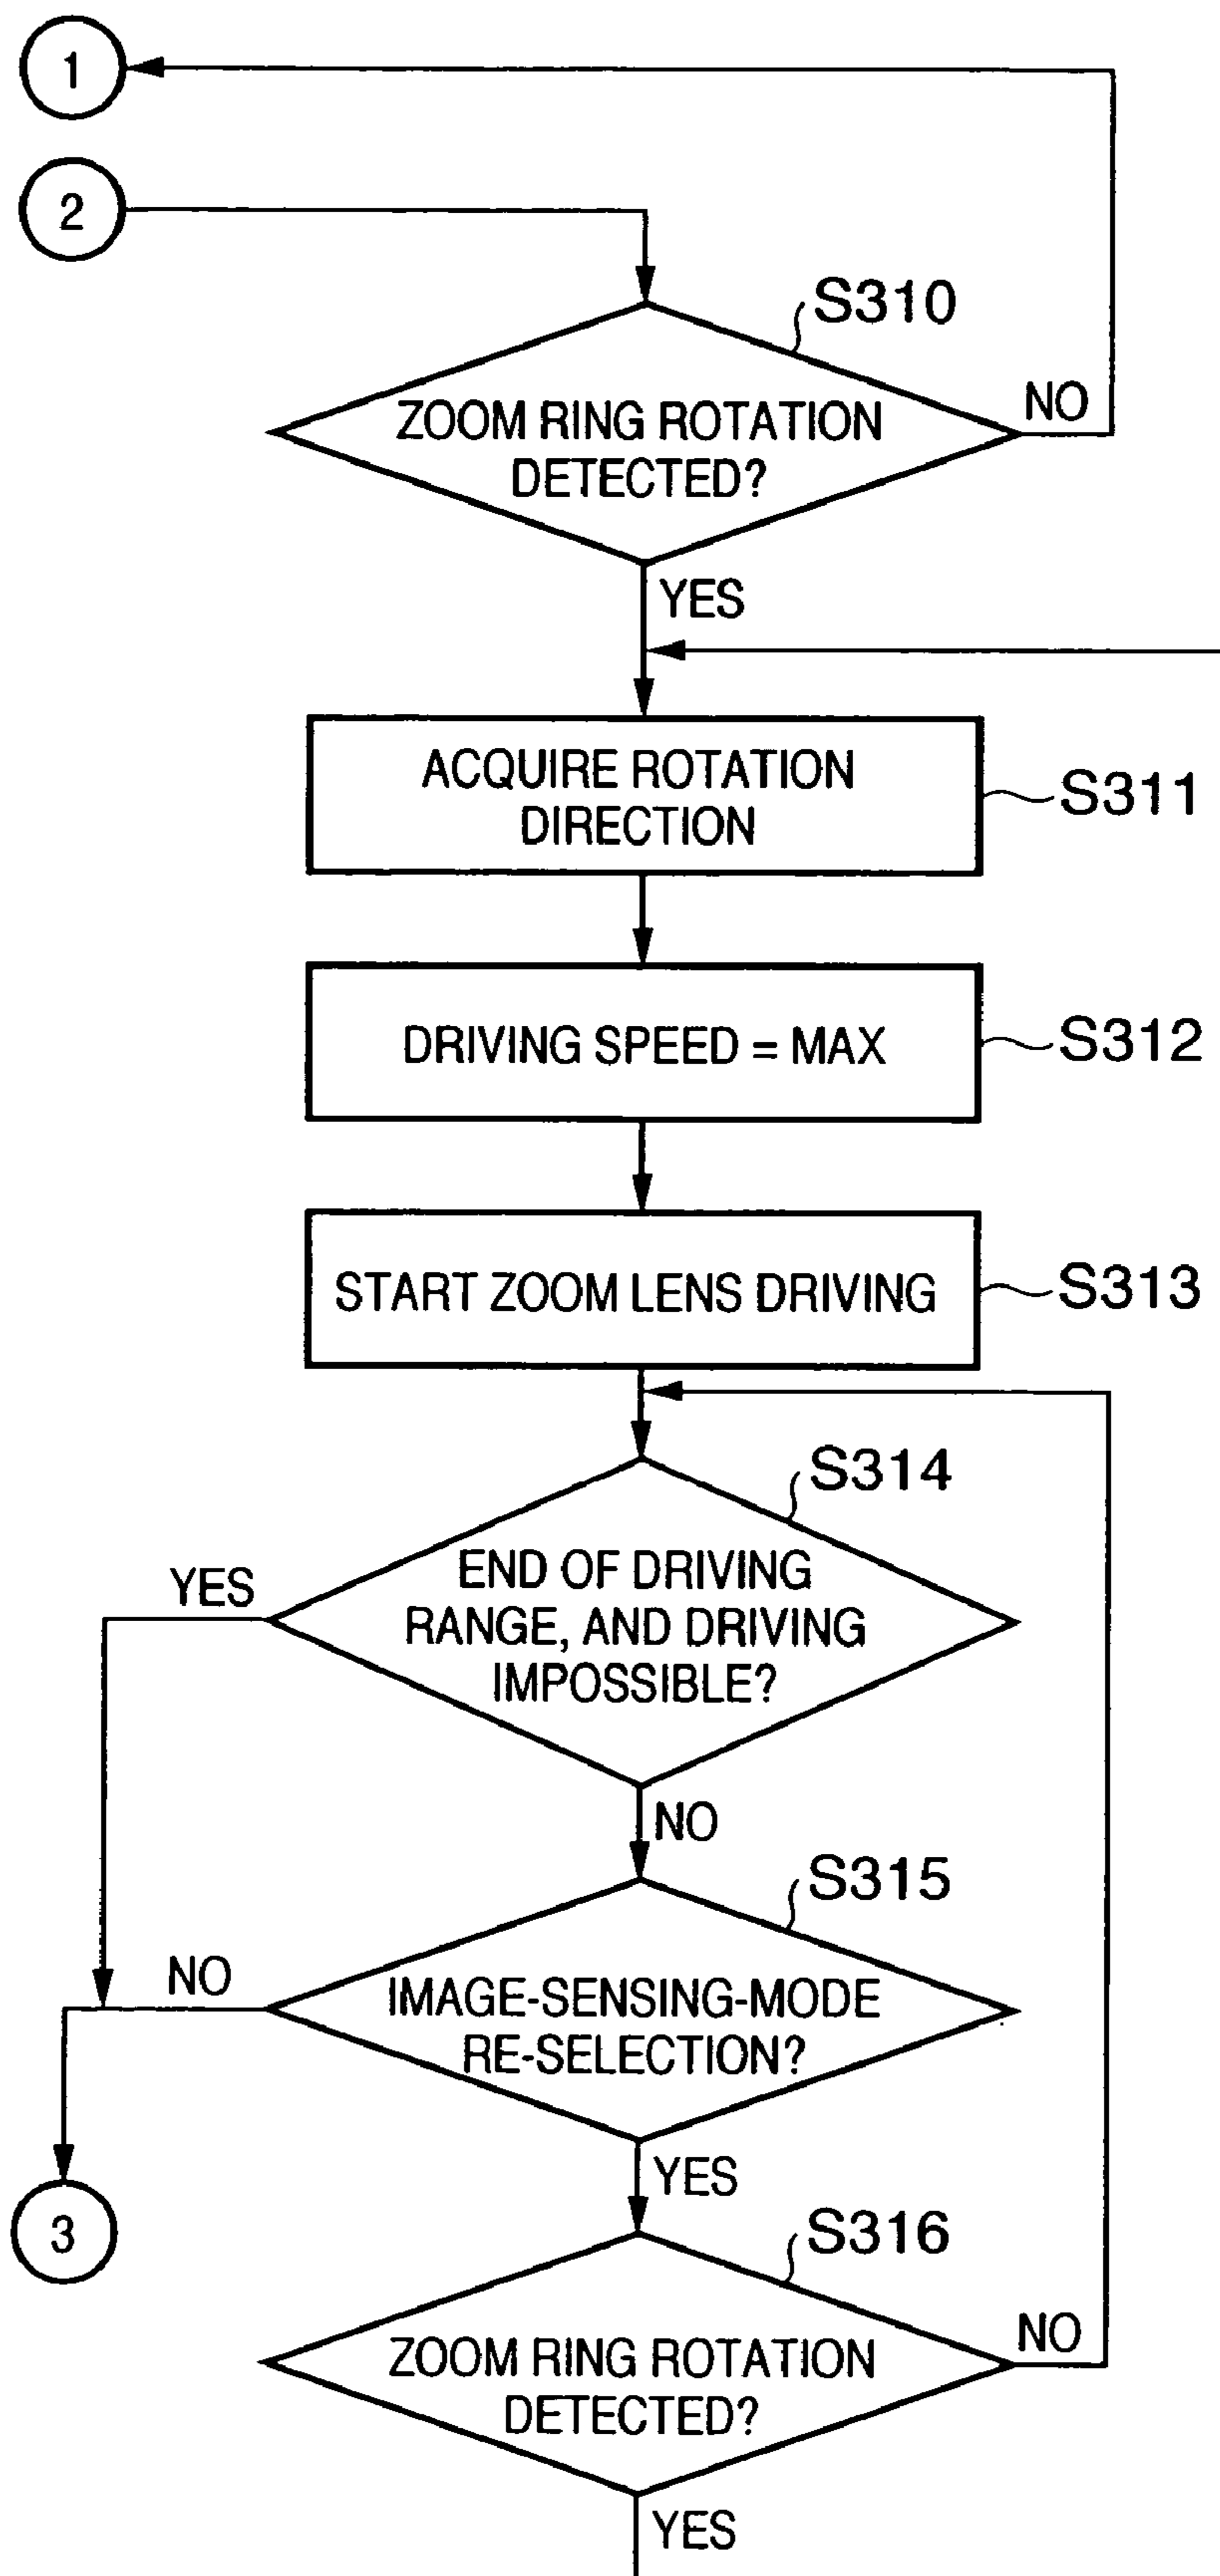 1
2
S310
ZOOM RING ROTATION
DETECTED?
NO
YES
ACQUIRE ROTATION
DIRECTION
S311
DRIVING SPEED = MAX
S312
START ZOOM LENS DRIVING
S313
S314
YES
END OF DRIVING
RANGE, AND DRIVING
IMPOSSIBLE?
NO
S315
NO
IMAGE-SENSING-MODE
RE-SELECTION?
YES
3
S316
ZOOM RING ROTATION
DETECTED?
NO
YES